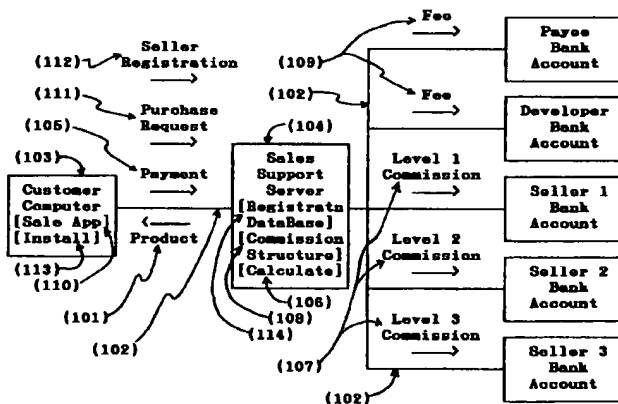 (112)
Seller
Registration
(111)
Purchase
Request
(105)
Payment
(103)
Customer
Computer
[Sale App]
[Install]
(113)
(110)
Product
(101)
(102)
(104)
Sales
Support
Server
[Registratn
DataBase]
[Commission
Structure]
[Calculate]
(106)
(108)
(114)
(109)
(102)
Fee
Fee
Level 1
Commission
Level 2
Commission
Level 3
Commission
(107)
(102)
Payee
Bank
Account
Developer
Bank
Account
Seller 1
Bank
Account
Seller 2
Bank
Account
Seller 3
Bank
Account